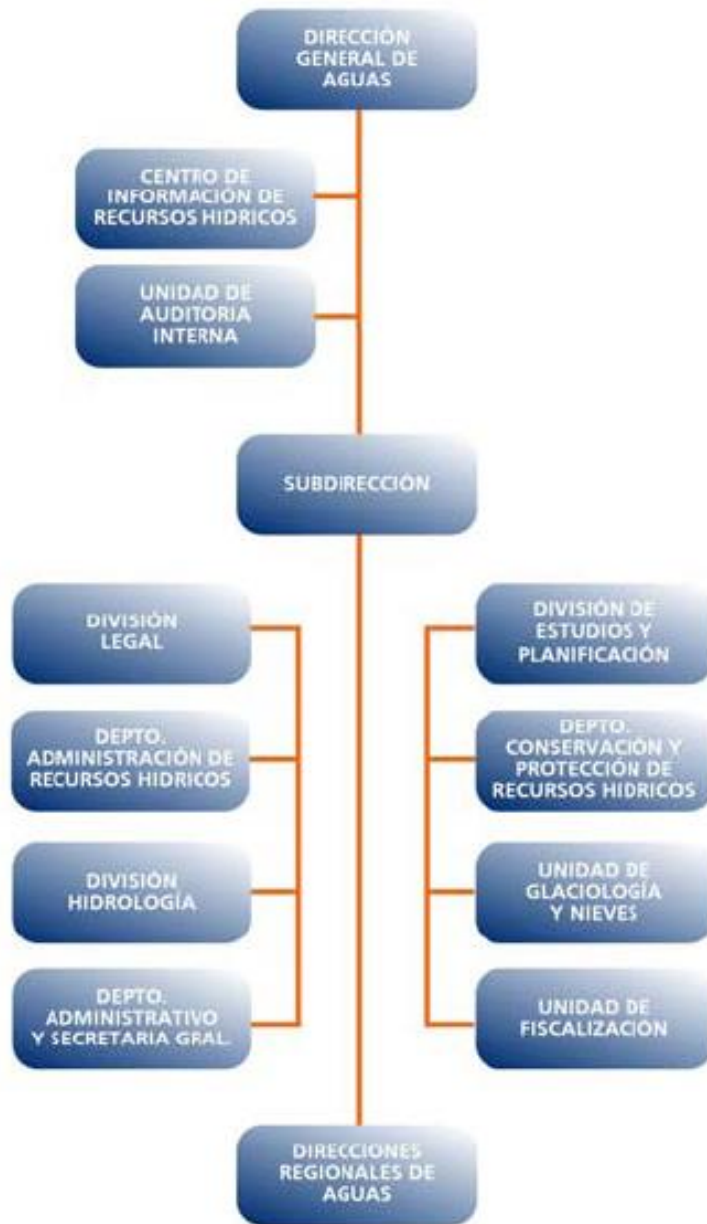 DIRECCIÓN
GENERAL DE
AGUAS
CENTRO DE
INFORMACIÓN DE
RECURSOS HIDRICOS
UNIDAD DE
AUDITORIA
INTERNA
SUBDIRECCIÓN
DIVISIÓN
LEGAL
DEPTO.
ADMINISTRACIÓN DE
RECURSOS HIDRICOS
DIVISIÓN
HIDROLOGÍA
DEPTO.
ADMINISTRATIVO
Y SECRETARIA GRAL.
DIVISIÓN DE
ESTUDIOS Y
PLANIFICACIÓN
DEPTO.
CONSERVACIÓN Y
PROTECCIÓN DE
RECURSOS HIDRICOS
UNIDAD DE
GLACIOLOGÍA
Y NIEVES
UNIDAD DE
FISCALIZACIÓN
DIRECCIONES
REGIONALES DE
AGUAS